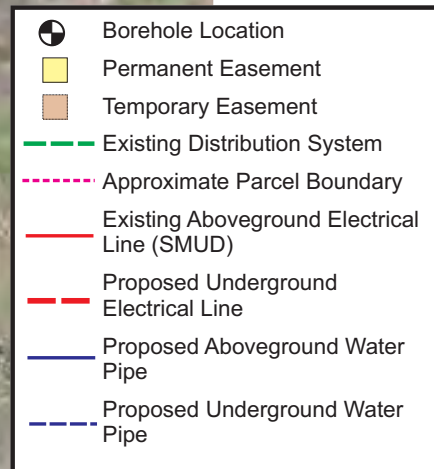 Borehole Location
Permanent Easement
Temporary Easement
Existing Distribution System
Approximate Parcel Boundary
Existing Aboveground Electrical
Line (SMUD)
Proposed Underground
Electrical Line
Proposed Aboveground Water
Pipe
Proposed Underground Water
Pipe